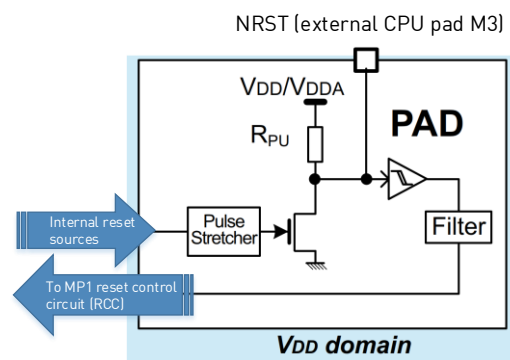 NRST (external CPU pad M3)
VDD/VDDA
PAD
RPU
Internal reset
sources
Pulse
Stretcher
Filter
To MP1 reset control
circuit (RCC)
VDD domain